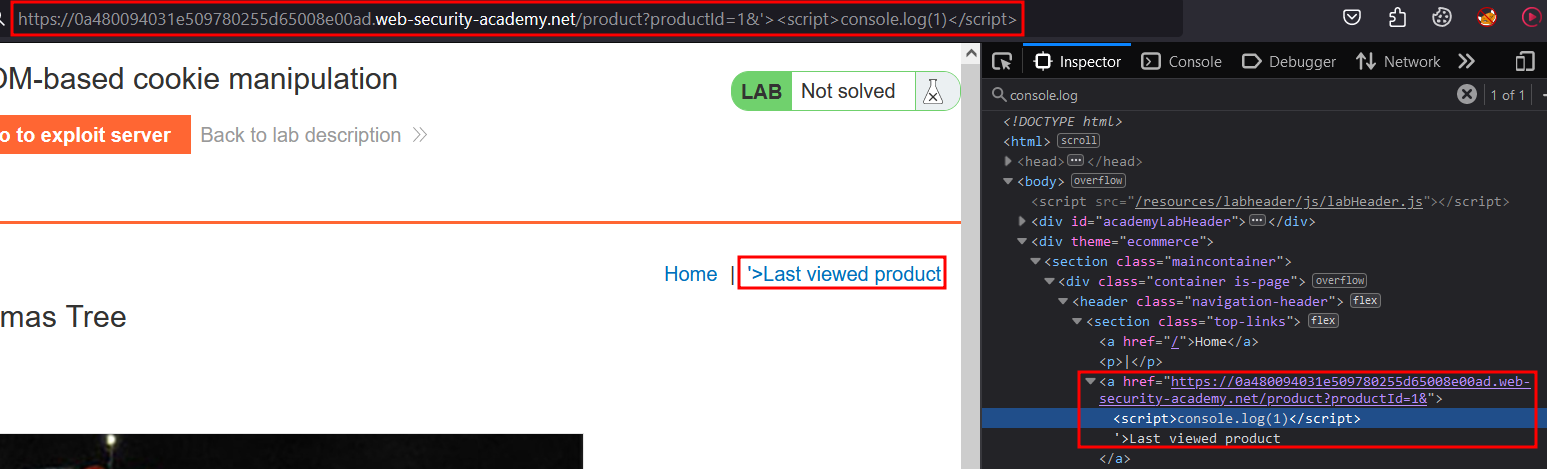 https://0a480094031e509780255d65008e00ad.web-security-academy.net/product?productId=1&'><script>console.log(1)</script>
OM-based cookie manipulation
LAB Not solved
o to exploit server
Back to lab description
Home | '>Last viewed product
mas Tree
Inspector Console Debugger Network
console.log 1 of 1
<!DOCTYPE html>
<html> scroll
<head> ••• </head>
<body> overflow
<script src="/resources/labheader/js/labHeader.js"></script>
<div id="academyLabHeader"> ••• </div>
<div theme="ecommerce">
<section class="maincontainer">
<div class="container is-page"> overflow
<header class="navigation-header"> flex
<section class="top-links"> flex
<a href="/">Home</a>
<p>|</p>
<a href="https://0a480094031e509780255d65008e00ad.web-
security-academy.net/product?productId=1&">
<script>console.log(1)</script>
'>Last viewed product
</a>